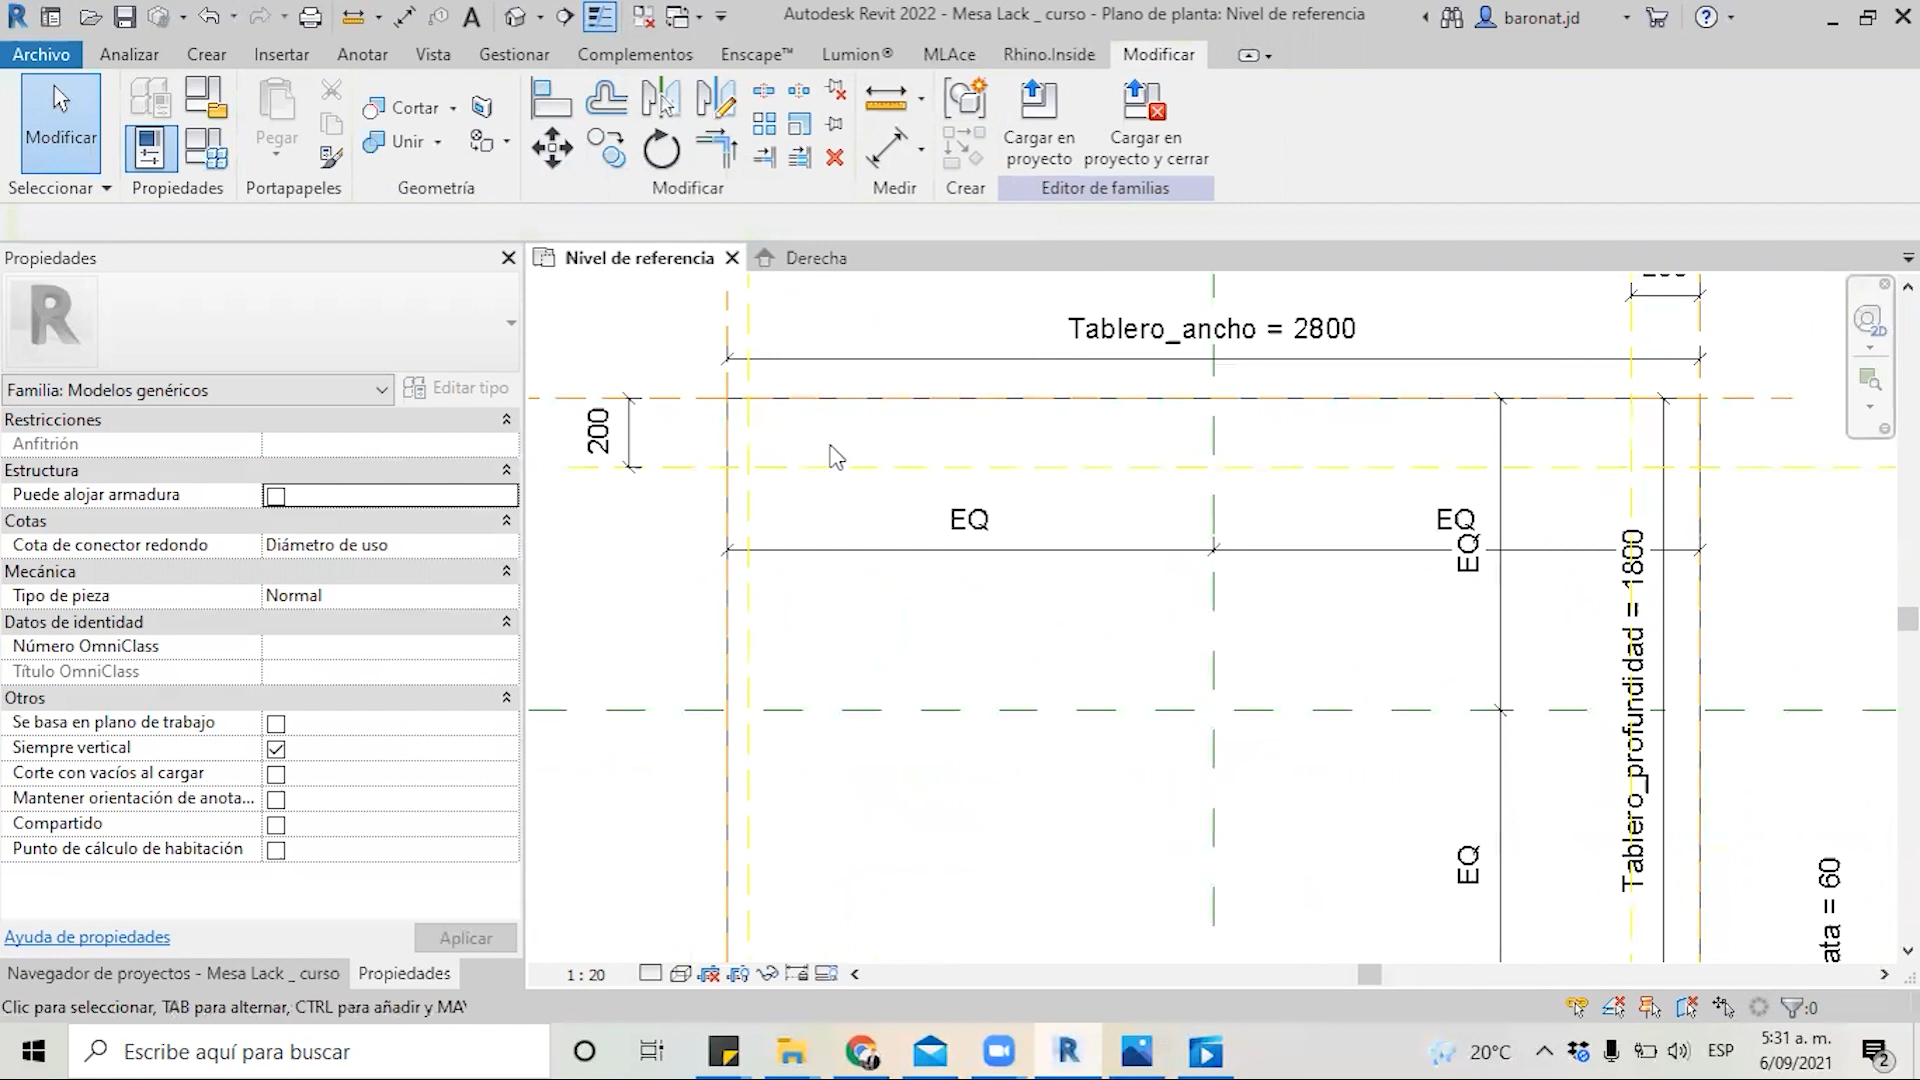 Autodesk Revit 2022 - Mesa Lack _ curso - Plano de planta: Nivel de referencia
baronat.jd
Archivo
Analizar
Crear
Insertar
Anotar
Vista
Gestionar
Complementos
Enscape™
Lumion®
MLAce
Rhino.Inside
Modificar
Modificar
Pegar
Cortar
Unir
Cargar en
proyecto
Cargar en
proyecto y cerrar
Seleccionar
Propiedades
Portapapeles
Geometría
Modificar
Medir
Crear
Editor de familias
Propiedades
Nivel de referencia
Derecha
R
Familia: Modelos genéricos
Editar tipo
Restricciones
Anfitrión
Estructura
Puede alojar armadura
Cotas
Cota de conector redondo
Diámetro de uso
Mecánica
Tipo de pieza
Normal
Datos de identidad
Número OmniClass
Título OmniClass
Otros
Se basa en plano de trabajo
Siempre vertical
Corte con vacíos al cargar
Mantener orientación de anota...
Compartido
Punto de cálculo de habitación
Ayuda de propiedades
Aplicar
Navegador de proyectos - Mesa Lack _ curso
Propiedades
Tablero_ancho = 2800
200
EQ
EQ
EQ
EQ
Tablero_profundidad = 1800
ata = 60
2D
1 : 20
Clic para seleccionar, TAB para alternar, CTRL para añadir y MA
:0
Escribe aquí para buscar
20°C
ESP
5:31 a. m.
6/09/2021
2